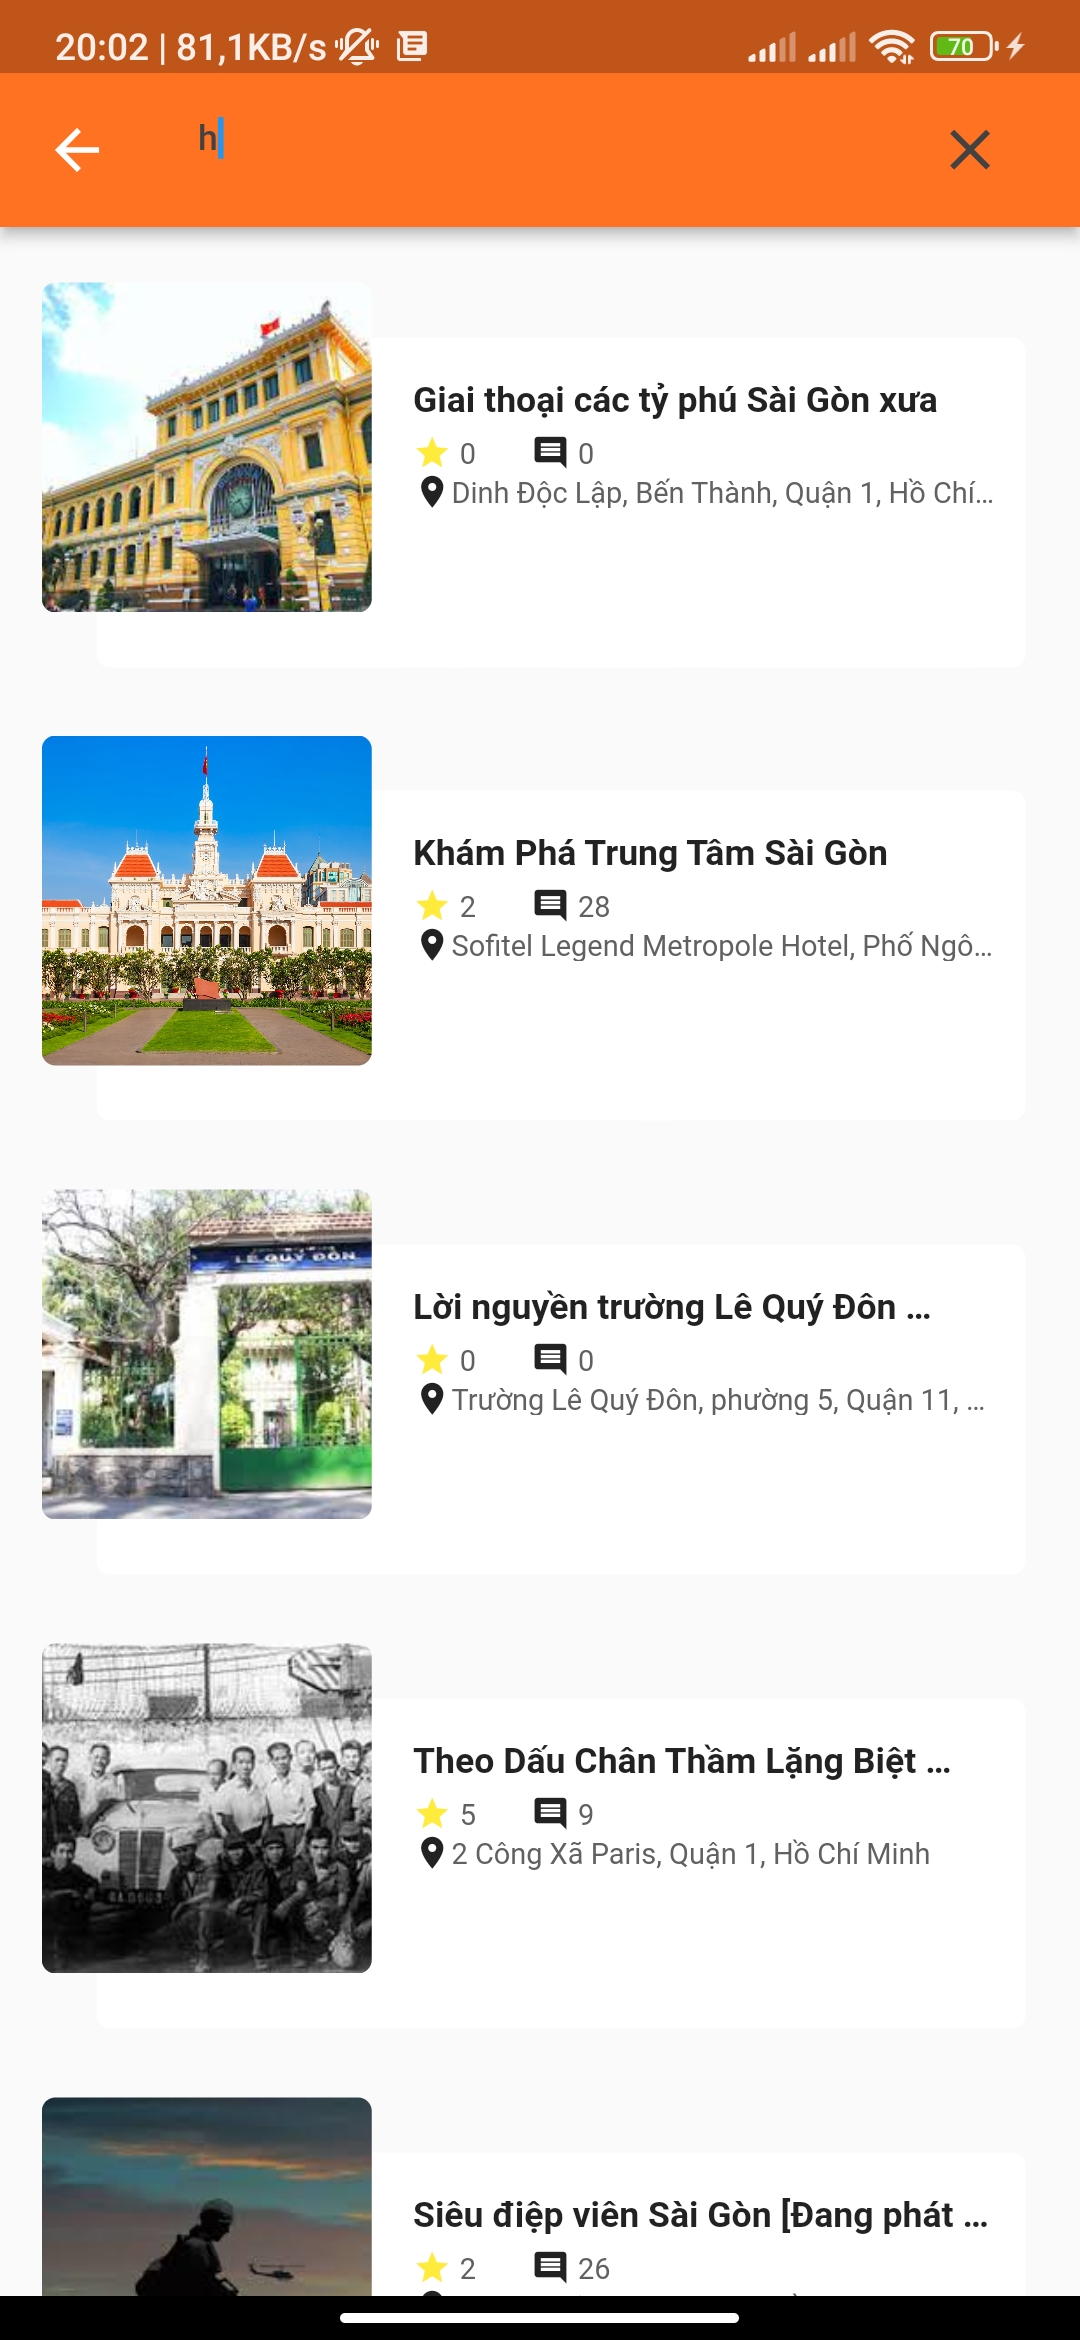 20:02 | 81,1KB/s
70
h
Giai thoại các tỷ phú Sài Gòn xưa
0 0
Dinh Độc Lập, Bến Thành, Quận 1, Hồ Chí...
Khám Phá Trung Tâm Sài Gòn
2 28
Sofitel Legend Metropole Hotel, Phố Ngô...
LÊ QUÝ ĐÔN
Lời nguyền trường Lê Quý Đôn ...
0 0
Trường Lê Quý Đôn, phường 5, Quận 11, ...
Theo Dấu Chân Thầm Lặng Biệt ...
5 9
2 Công Xã Paris, Quận 1, Hồ Chí Minh
Siêu điệp viên Sài Gòn [Đang phát ...
2 26